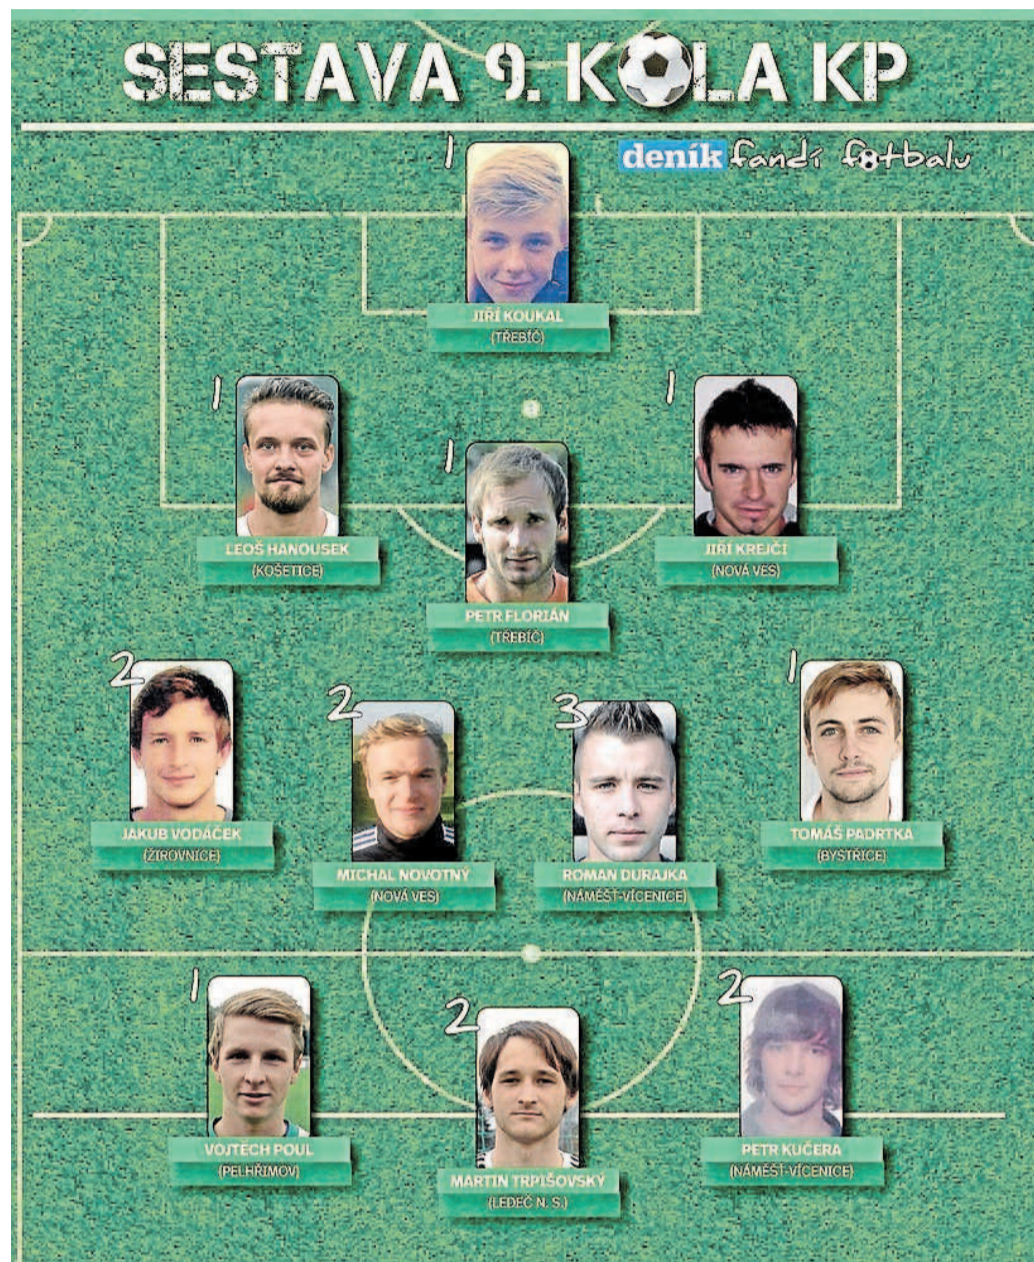 SESTAVA 9. KOLA KP
deník fandí fotbalu
1
JIŘÍ KOUKAL
(TŘEBÍČ)
1
LEOŠ HANOUSEK
(KOŠETICE)
1
PETR FLORIÁN
(TŘEBÍČ)
1
JIŘÍ KREJČÍ
(NOVÁ VES)
2
JAKUB VODÁČEK
(ŽIROVNICE)
2
MICHAL NOVOTNÝ
(NOVÁ VES)
3
ROMAN DURAJKA
(NÁMĚŠŤ-VÍCENICE)
1
TOMÁŠ PADRTKA
(BYSTŘICE)
1
VOJTĚCH POUL
(PELHŘIMOV)
2
MARTIN TRPIŠOVSKÝ
(LEDEČ N. S.)
2
PETR KUČERA
(NÁMĚŠŤ-VÍCENICE)